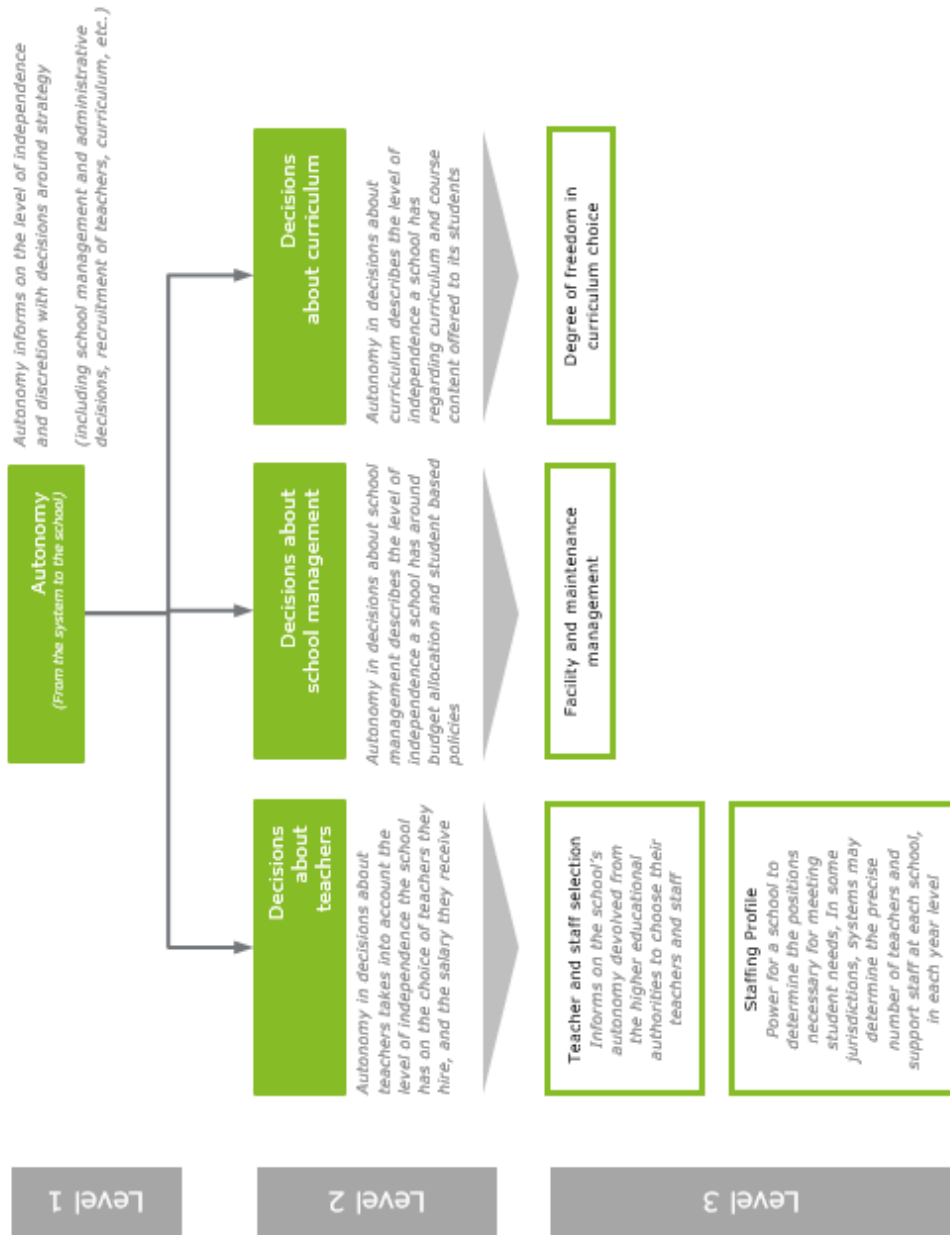 Autonomy
(From the system to the school)
Autonomy informs on the level of independence
and discretion with decisions around strategy
(including school management and administrative
decisions, recruitment of teachers, curriculum, etc.)
Level 1
Decisions
about
teachers
Autonomy in decisions about
teachers takes into account the
level of independence the school
has on the choice of teachers they
hire, and the salary they receive
Decisions about
school management
Autonomy in decisions about school
management describes the level of
independence a school has around
budget allocation and student based
policies
Decisions
about curriculum
Autonomy in decisions about
curriculum describes the level of
independence a school has
regarding curriculum and course
content offered to its students
Level 2
Teacher and staff selection
Informs on the school's
autonomy devolved from
the higher educational
authorities to choose their
teachers and staff
Facility and maintenance
management
Degree of freedom in
curriculum choice
Staffing Profile
Power for a school to
determine the positions
necessary for meeting
student needs, In some
jurisdictions, systems may
determine the precise
number of teachers and
support staff at each school,
in each year level
Level 3